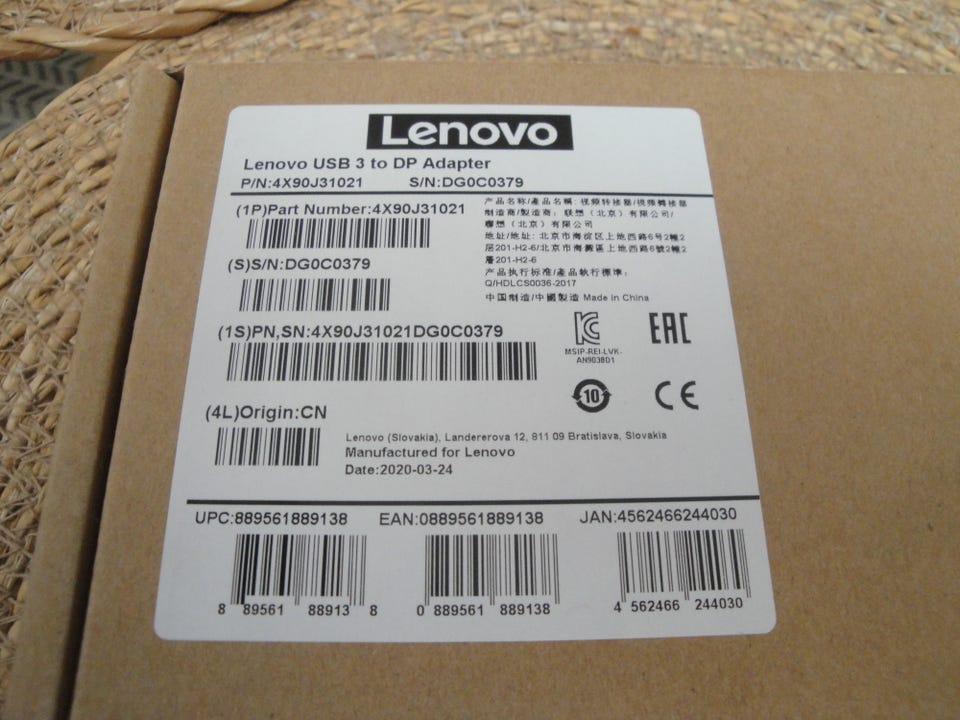 Lenovo
Lenovo USB 3 to DP Adapter
P/N:4X90J31021 S/N:DG0C0379
(1P)Part Number:4X90J31021
(S)S/N:DG0C0379
(1S)PN,SN:4X90J31021DG0C0379
(4L)Origin:CN
产品名称/產品名稱: 视频转接器/視頻轉接器
制造商/製造商: 联想（北京）有限公司/
聯想（北京）有限公司
地址/地址: 北京市海淀区上地西路6号2幢2
层201-H2-6/北京市海澱區上地西路6號2幢2
層201-H2-6
产品执行标准/產品執行標準:
Q/HDLCS0036-2017
中国制造/中國製造 Made in China
KC
EAC
MSIP-REI-LVK-
AN9038D1
10
CE
Lenovo (Slovakia), Landererova 12, 811 09 Bratislava, Slovakia
Manufactured for Lenovo
Date:2020-03-24
UPC:889561889138 EAN:0889561889138 JAN:4562466244030
8 89561 88913 8 0 889561 889138 4 562466 244030